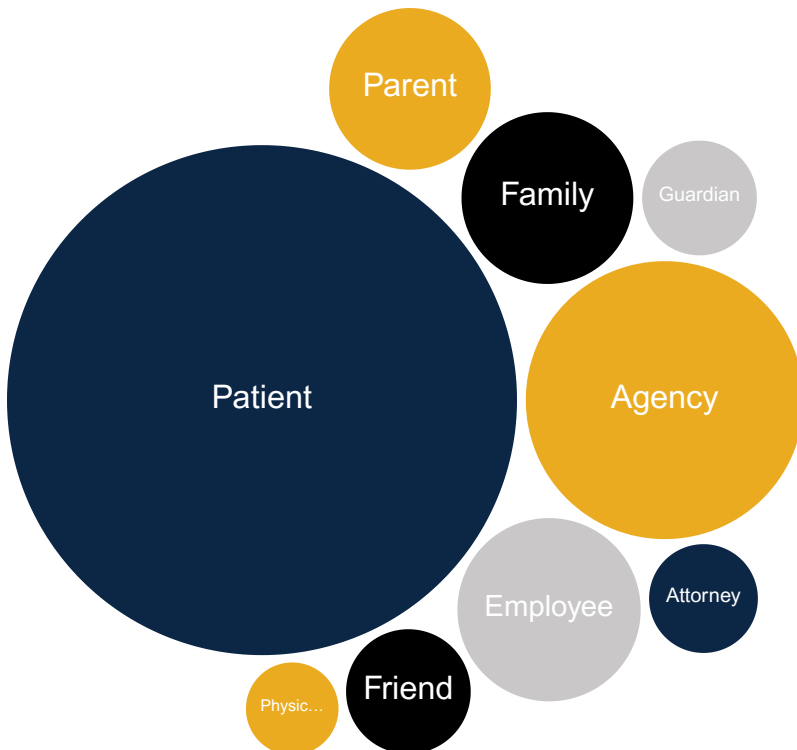 Parent
Family
Guardian
Patient
Agency
Employee
Attorney
Friend
Physic…